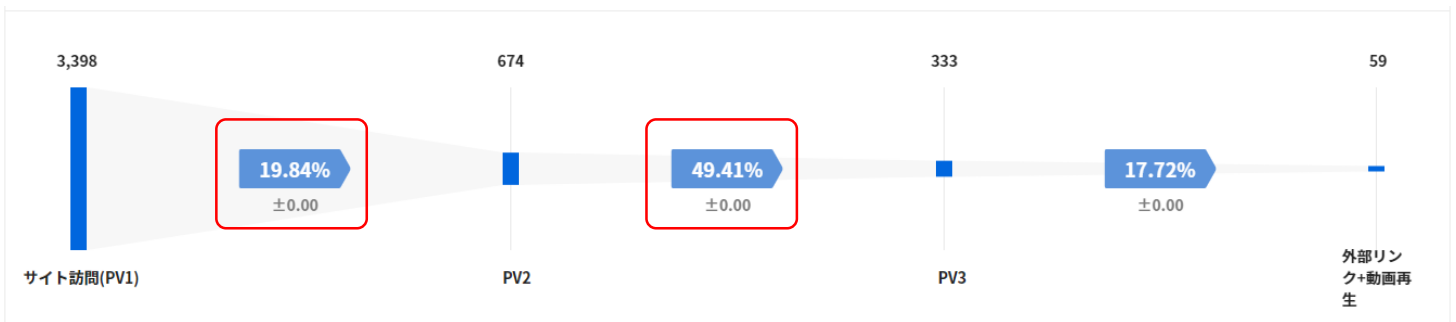 3,398
674
333
59
19.84%
±0.00
49.41%
±0.00
17.72%
±0.00
サイト訪問(PV1)
PV2
PV3
外部リン
ク+動画再
生